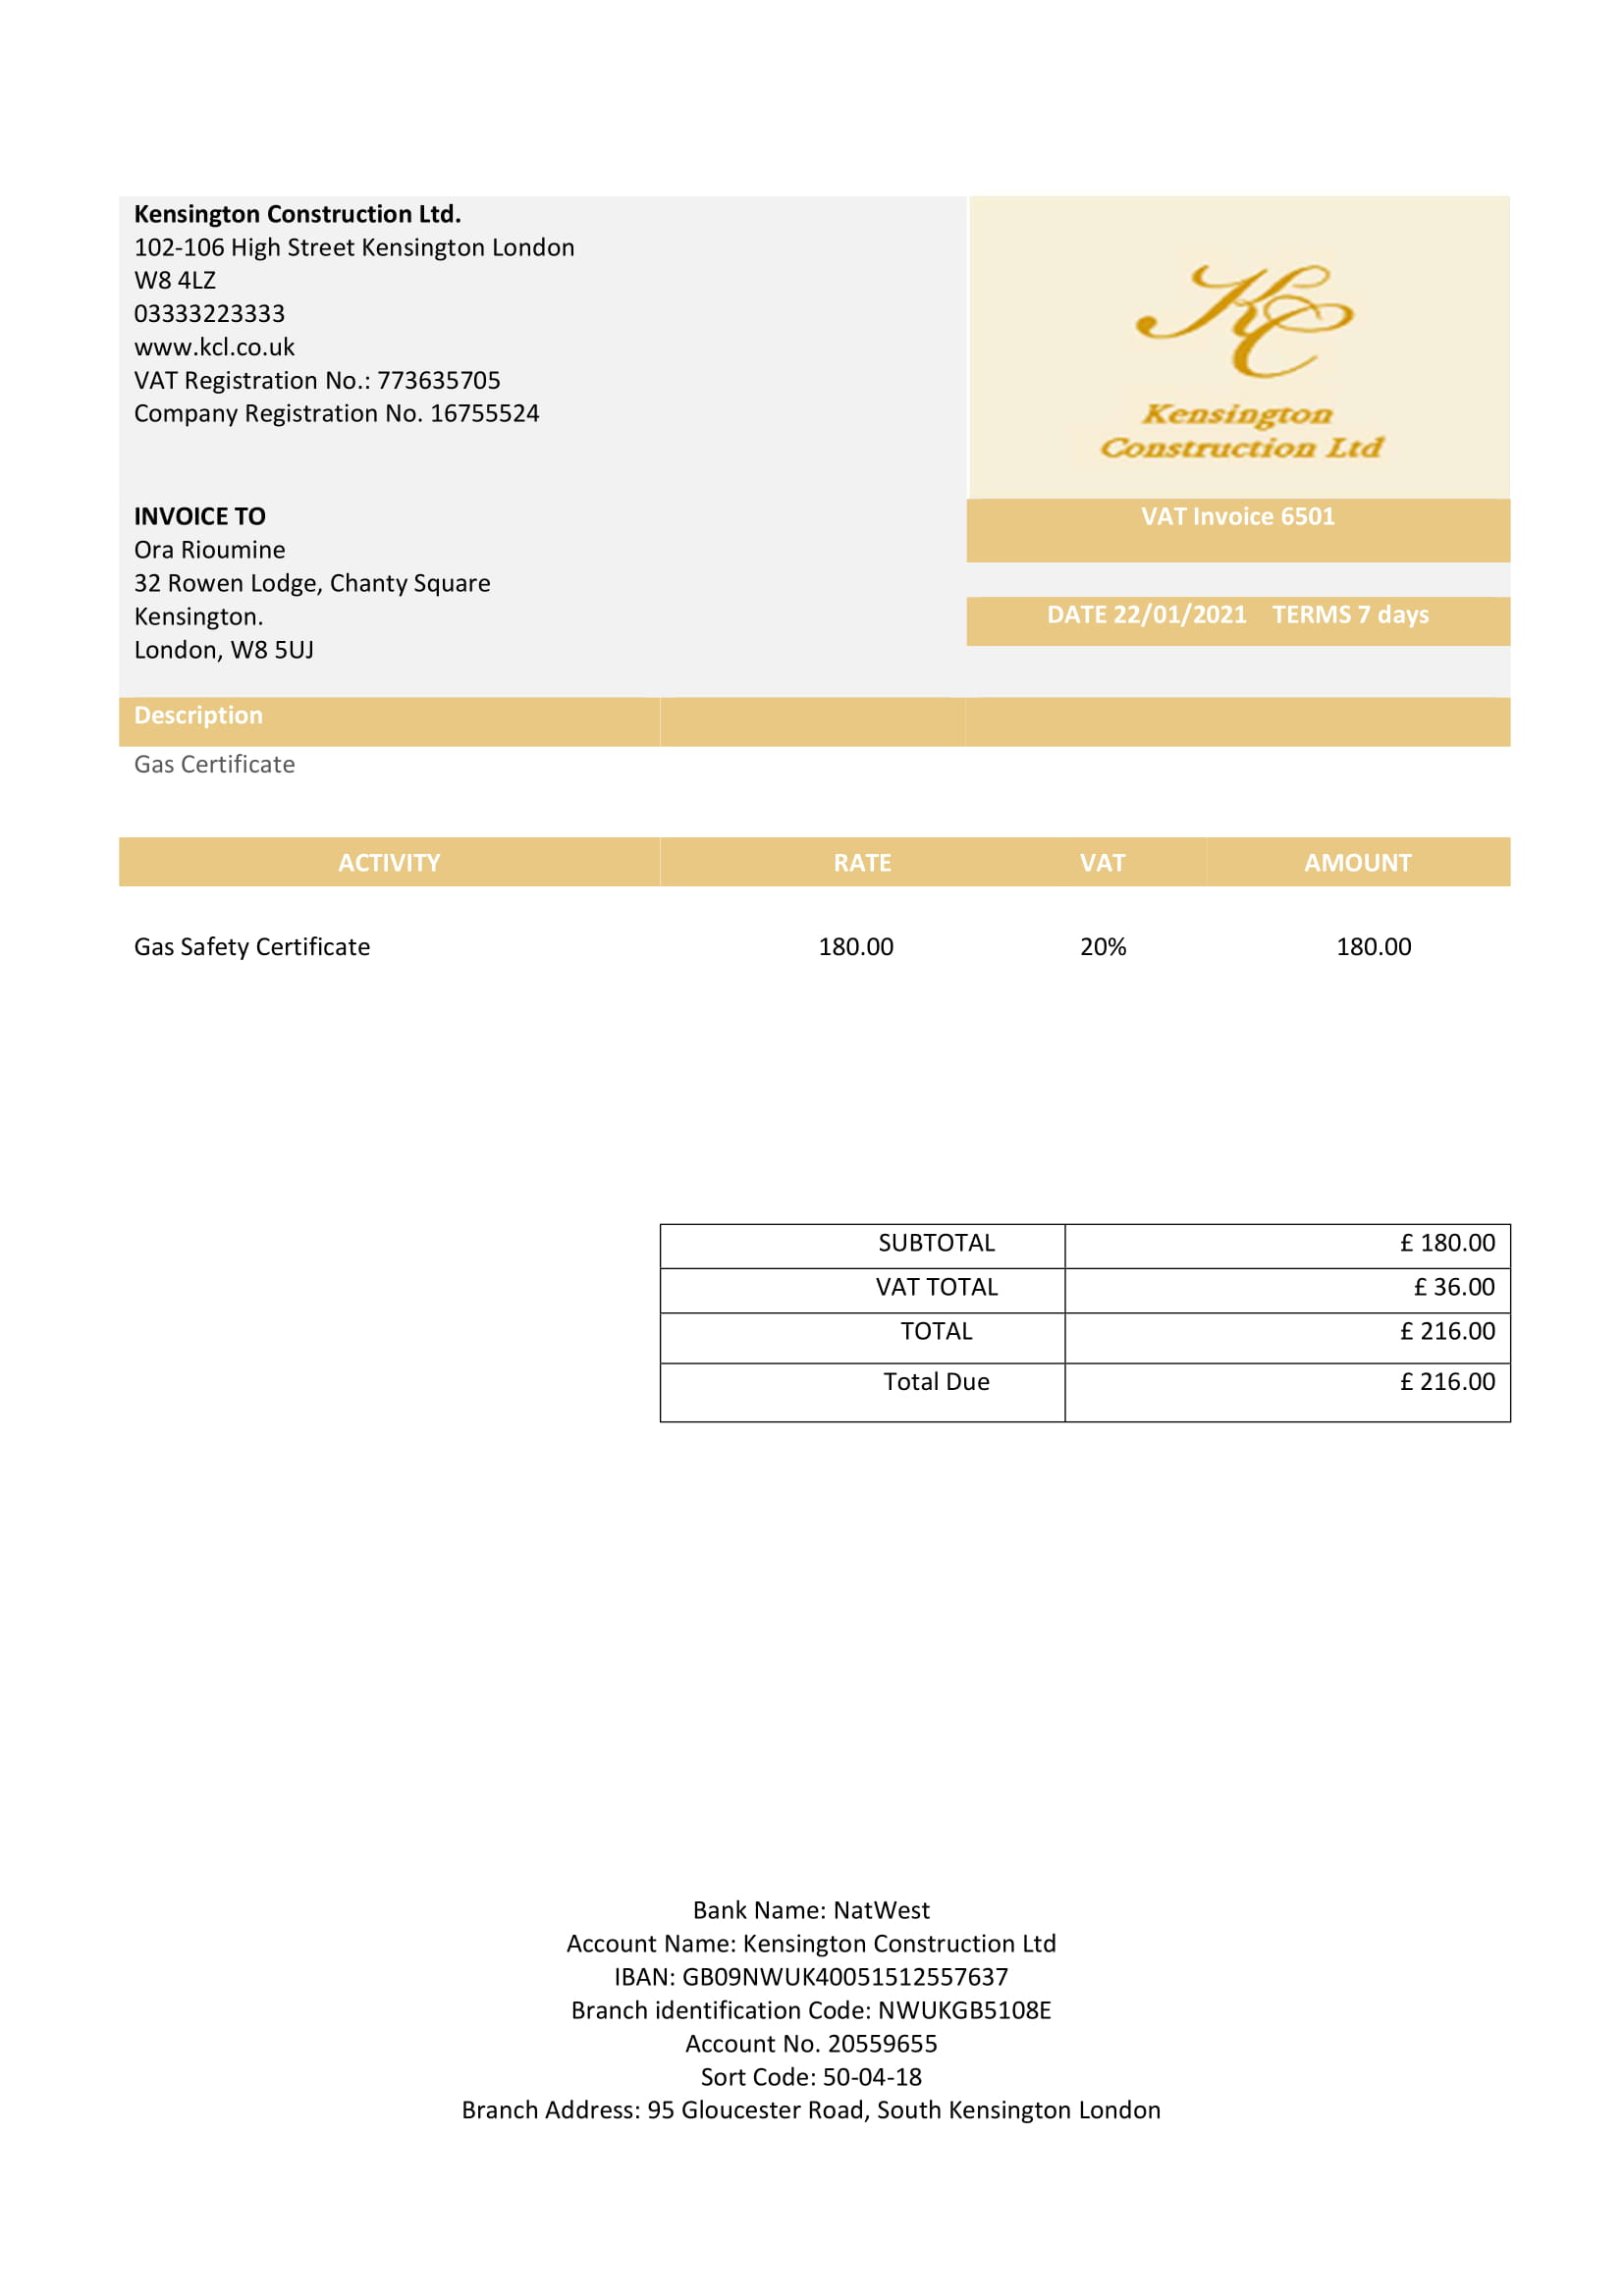 Kensington Construction Ltd.
102-106 High Street Kensington London
W8 4LZ
03333223333
www.kcl.co.uk
VAT Registration No.: 773635705
Company Registration No. 16755524
KC
Kensington
Construction Ltd
INVOICE TO
Ora Rioumine
32 Rowen Lodge, Chanty Square
Kensington.
London, W8 5UJ
VAT Invoice 6501
DATE 22/01/2021 TERMS 7 days
Description
Gas Certificate
ACTIVITY RATE VAT AMOUNT
Gas Safety Certificate 180.00 20% 180.00
SUBTOTAL £ 180.00
VAT TOTAL £ 36.00
TOTAL £ 216.00
Total Due £ 216.00
Bank Name: NatWest
Account Name: Kensington Construction Ltd
IBAN: GB09NWUK40051512557637
Branch identification Code: NWUKGB5108E
Account No. 20559655
Sort Code: 50-04-18
Branch Address: 95 Gloucester Road, South Kensington London